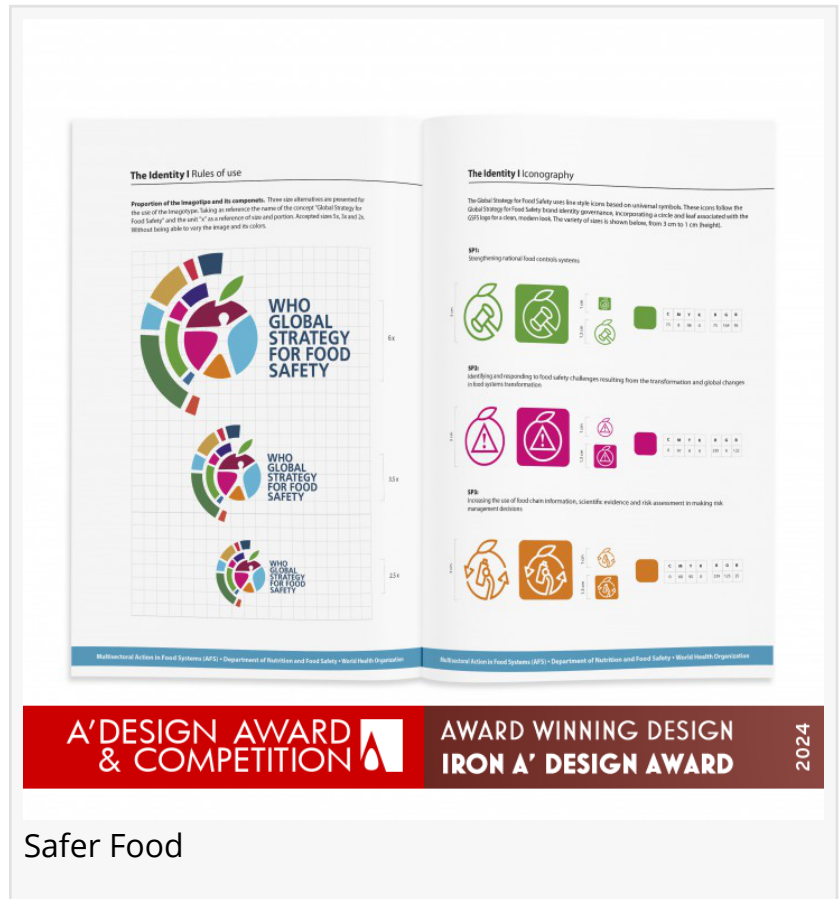 The Identity I Rules of use
Proportion of the Imagotipo and its componets. Three size alternatives are presented for
the use of the Imagotype. Taking as reference the name of the concept "Global Strategy for
Food Safety" and the unit "x" as a reference of size and portion. Accepted sizes 5x, 3x and 2x.
Without being able to vary the image and its colors.
WHO
GLOBAL
STRATEGY
FOR FOOD
SAFETY
6x
WHO
GLOBAL
STRATEGY
FOR FOOD
SAFETY
3.5 x
WHO
GLOBAL
STRATEGY
FOR FOOD
SAFETY
2.5 x
Multisectoral Action in Food Systems (AFS) • Department of Nutrition and Food Safety • World Health Organization
The Identity I Iconography
The Global Strategy for Food Safety uses line style icons based on universal symbols. These icons follow the
Global Strategy for Food Safety brand identity governance, incorporating a circle and leaf associated with the
GSFS logo for a clean, modern look. The variety of sizes is shown below, from 3 cm to 1 cm (height).
SP1:
Strengthening national food controls systems
C M Y K R G B
SP2:
Identifying and responding to food safety challenges resulting from the transformation and global changes
in food systems transformation
C M Y K R G B
SP3:
Increasing the use of food chain information, scientific evidence and risk assesment in making risk
management decisions
C M Y K R G B
Multisectoral Action in Food Systems (AFS) • Department of Nutrition and Food Safety • World Health Organization
A'DESIGN AWARD
& COMPETITION
AWARD WINNING DESIGN
IRON A' DESIGN AWARD
2024
Safer Food